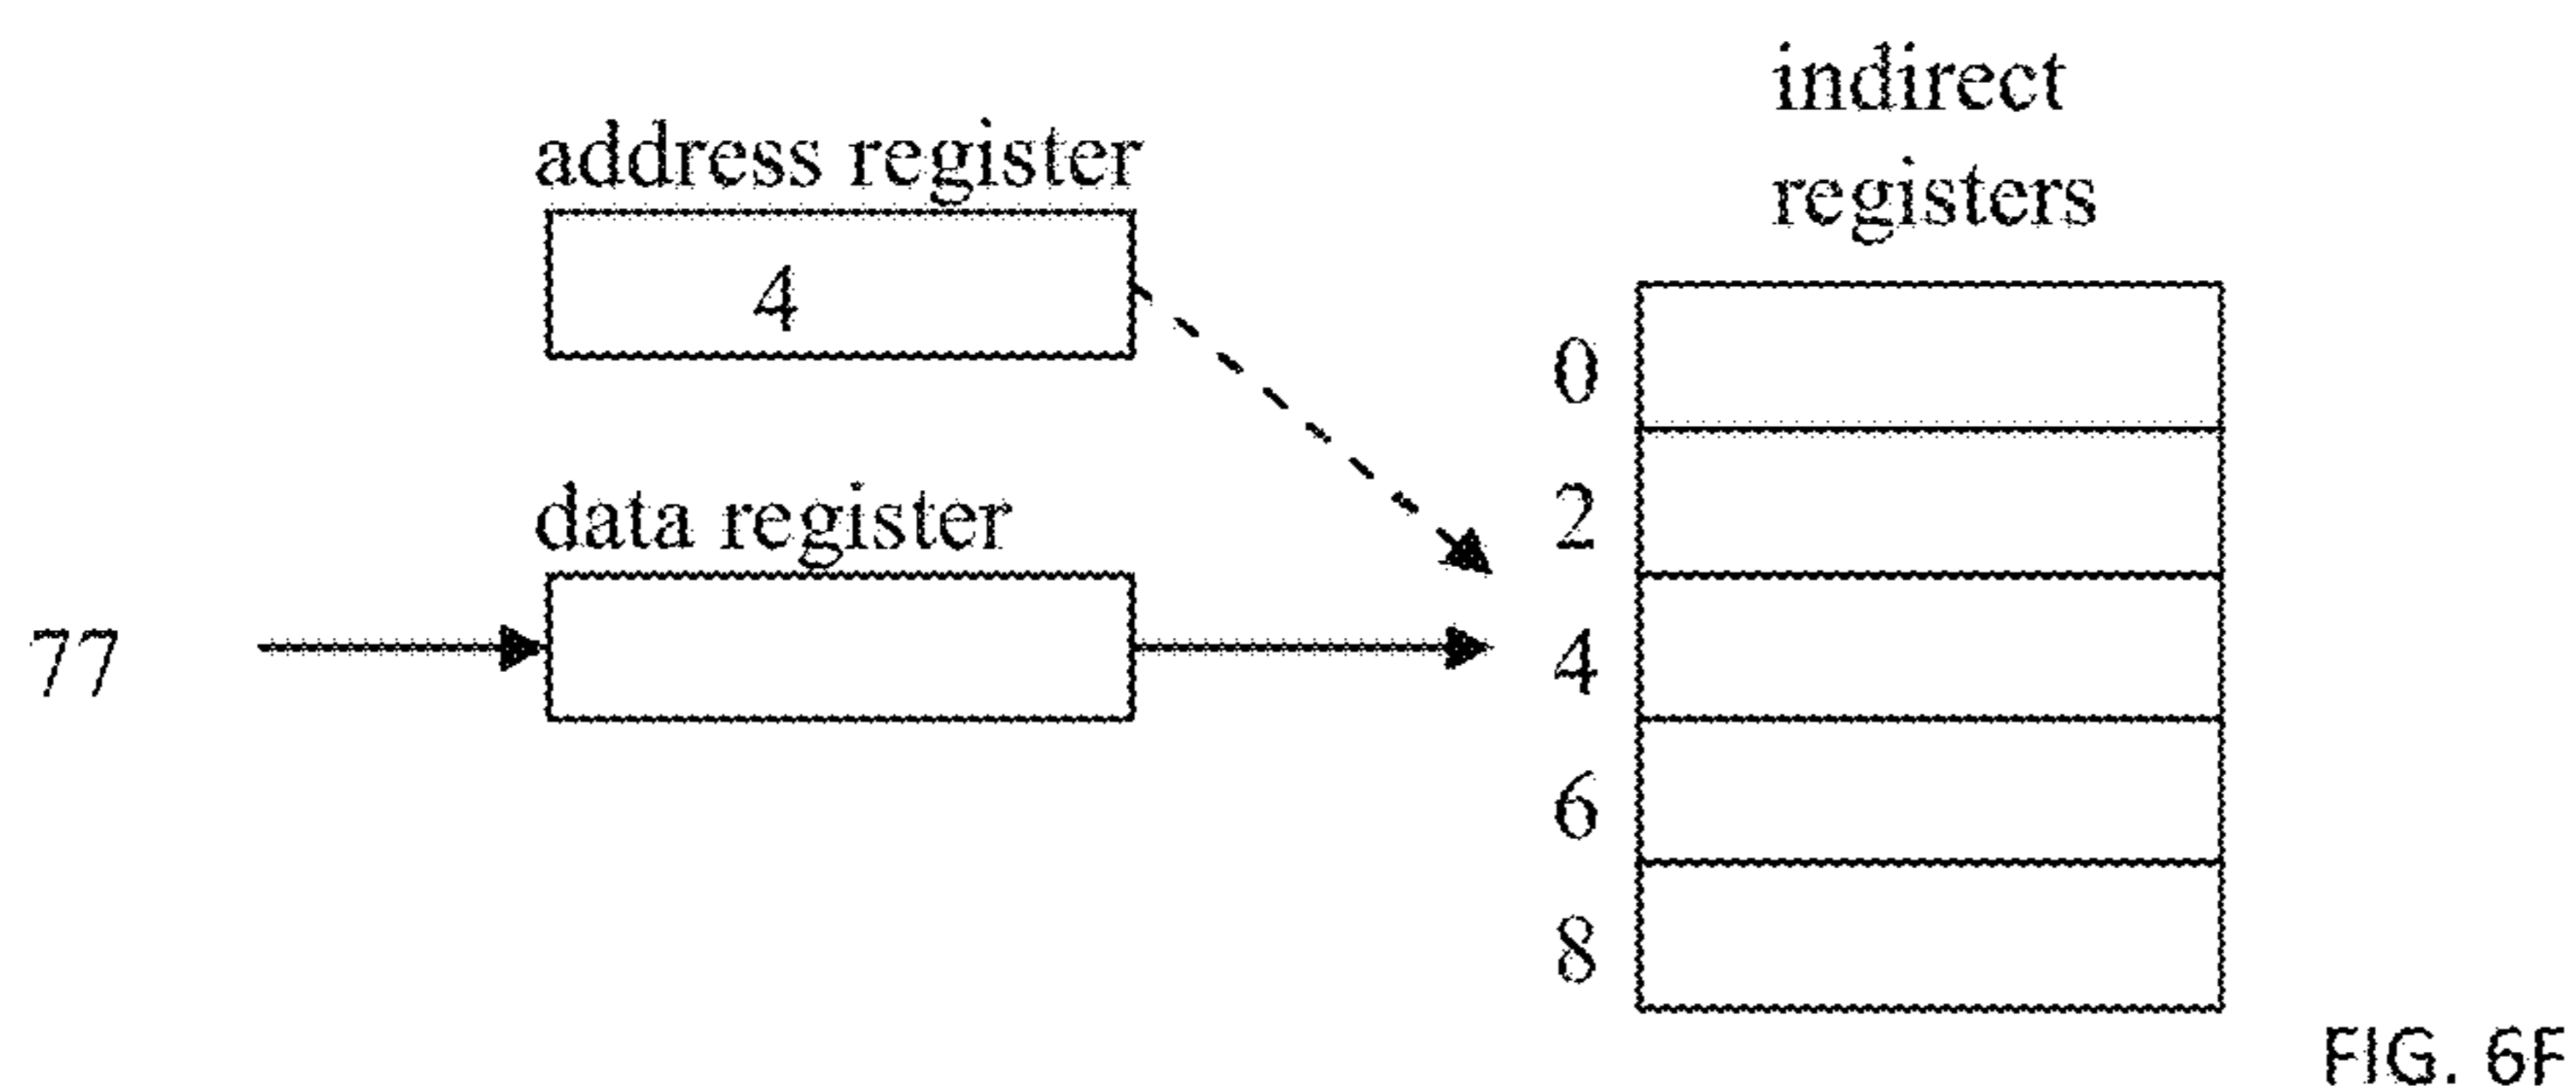 indirect
registers
address register
4
data register
77
0
2
4
6
8
FIG. 6F